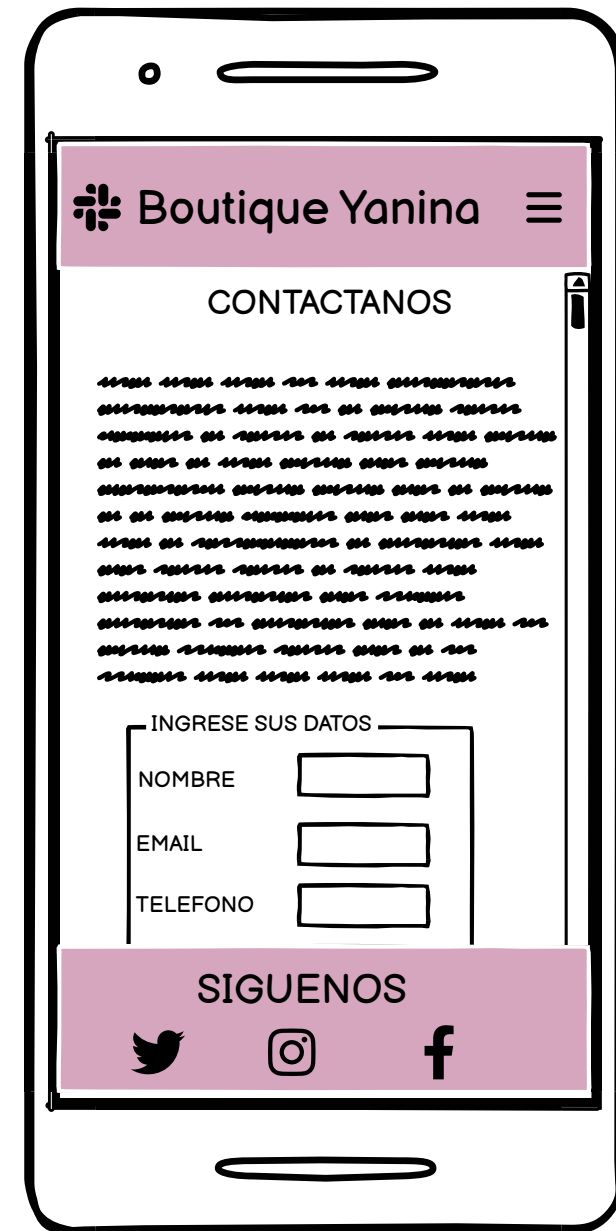 Boutique Yanina
CONTACTANOS
INGRESE SUS DATOS
NOMBRE
EMAIL
TELEFONO
SIGUENOS